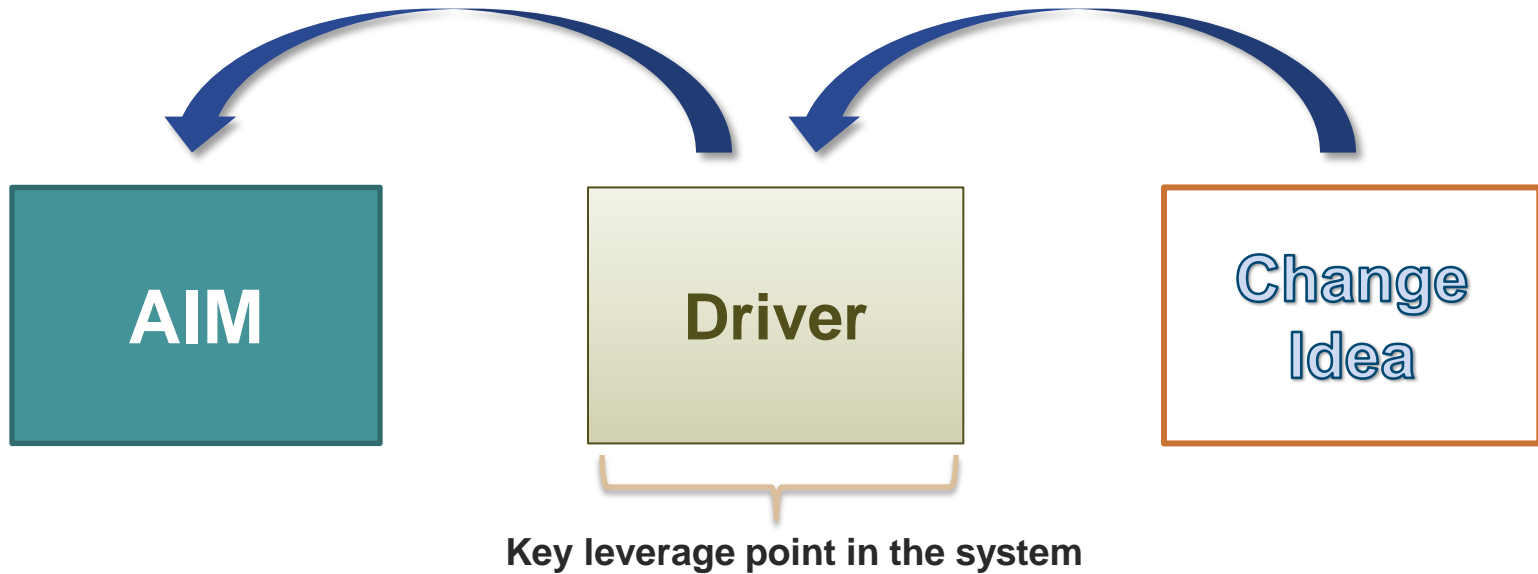 AIM
Driver
Change
Idea
Key leverage point in the system